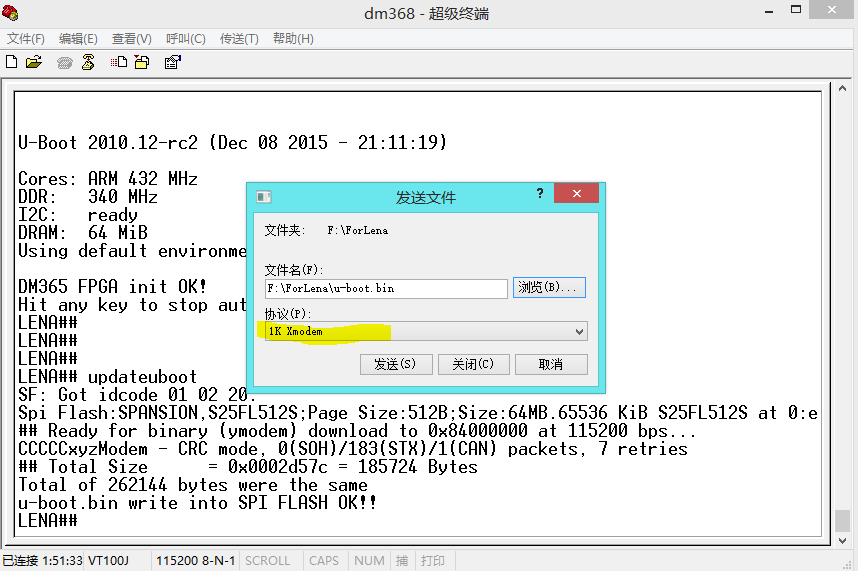 dm368 - 超级终端
文件(F) 编辑(E) 查看(V) 呼叫(C) 传送(T) 帮助(H)
U-Boot 2010.12-rc2 (Dec 08 2015 - 21:11:19)
Cores: ARM 432 MHz
DDR: 340 MHz
I2C: ready
DRAM: 64 MiB
Using default environme
DM365 FPGA init OK!
Hit any key to stop aut
LENA##
LENA##
LENA##
LENA## updateuboot
SF: Got idcode 01 02 20.
Spi Flash:SPANSION,S25FL512S;Page Size:512B;Size:64MB.65536 KiB S25FL512S at 0:e
## Ready for binary (ymodem) download to 0x84000000 at 115200 bps...
CCCCCxyzModem - CRC mode, 0(SOH)/183(STX)/1(CAN) packets, 7 retries
## Total Size = 0x0002d57c = 185724 Bytes
Total of 262144 bytes were the same
u-boot.bin write into SPI FLASH OK!!
LENA##
发送文件
文件夹: F:\ForLena
文件名(F):
F:\ForLena\u-boot.bin 浏览(B)...
协议(P):
1K Xmodem
发送(S) 关闭(C) 取消
已连接 1:51:33 VT100J 115200 8-N-1 SCROLL CAPS NUM 捕 打印